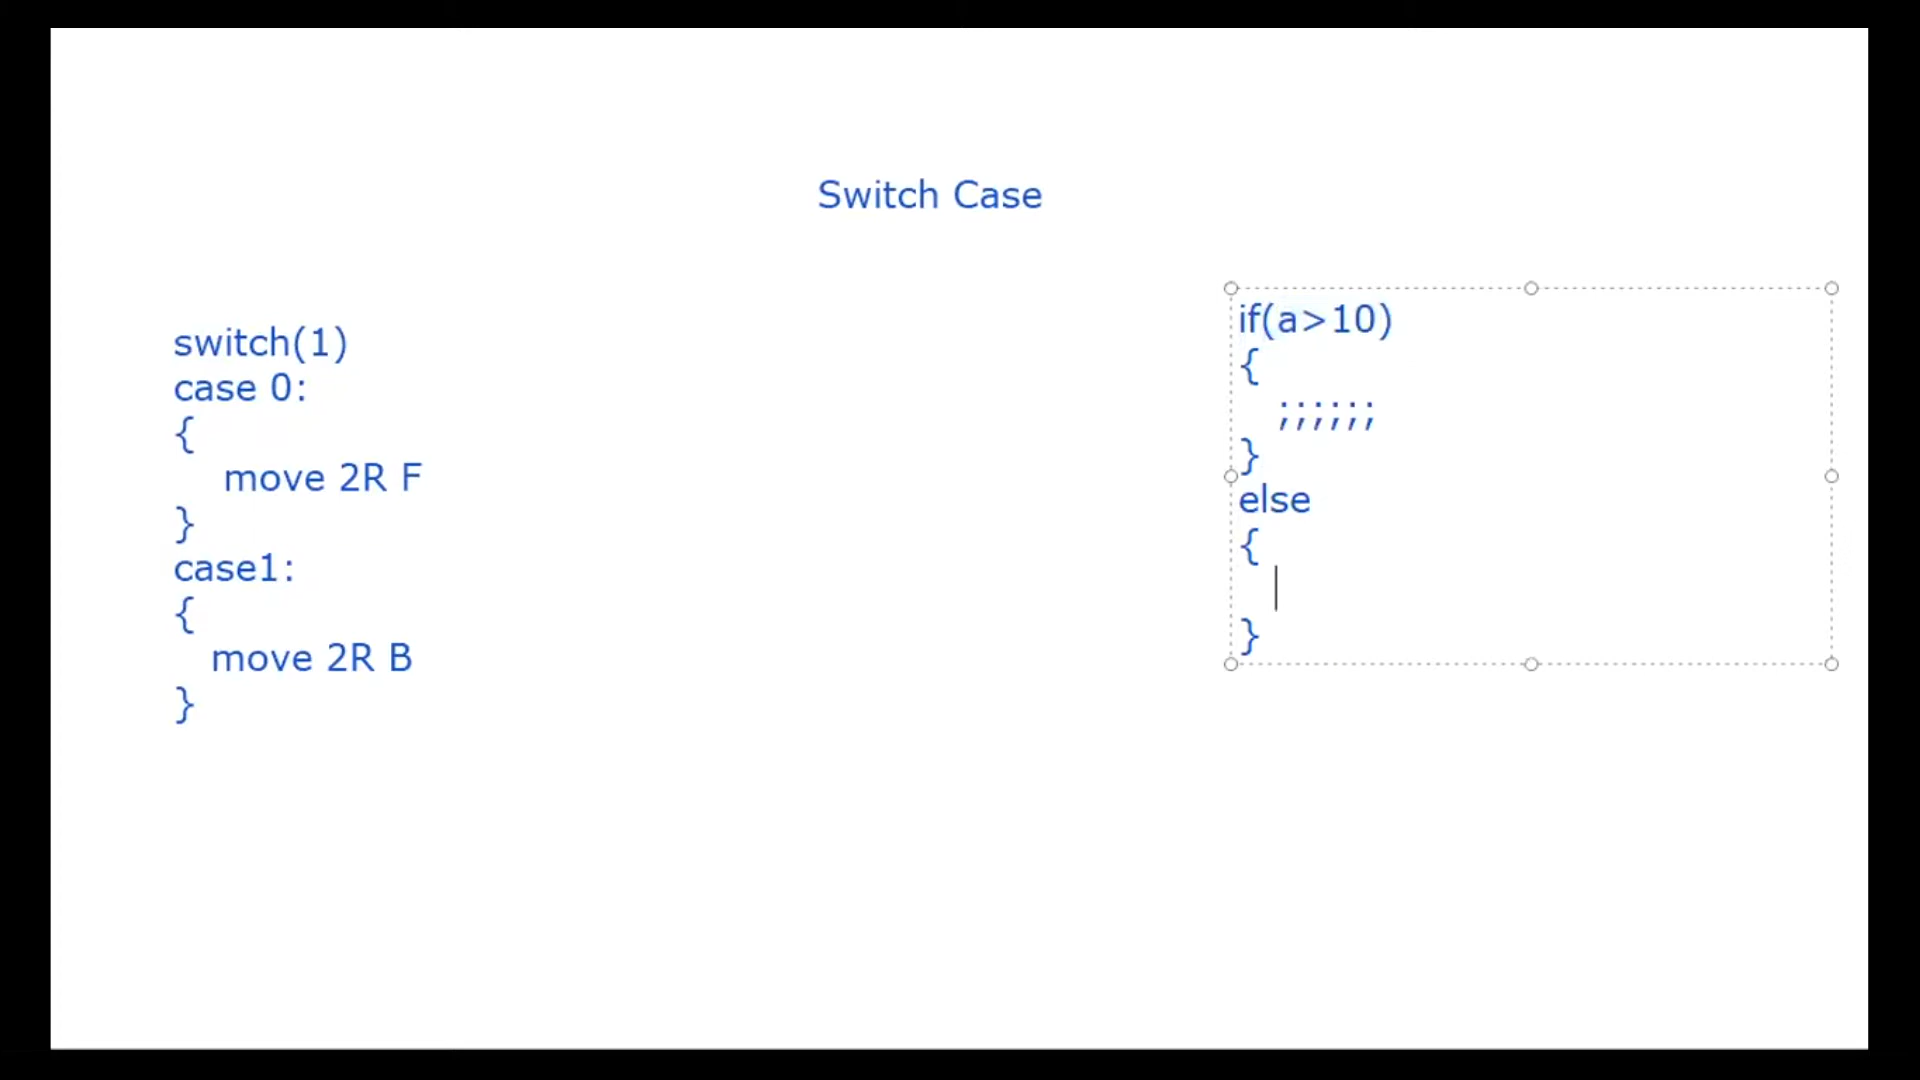 Switch Case
switch(1)
case 0:
{
move 2R F
}
case1:
{
move 2R B
}
if(a>10)
{
;;;;;;
}
else
{
}